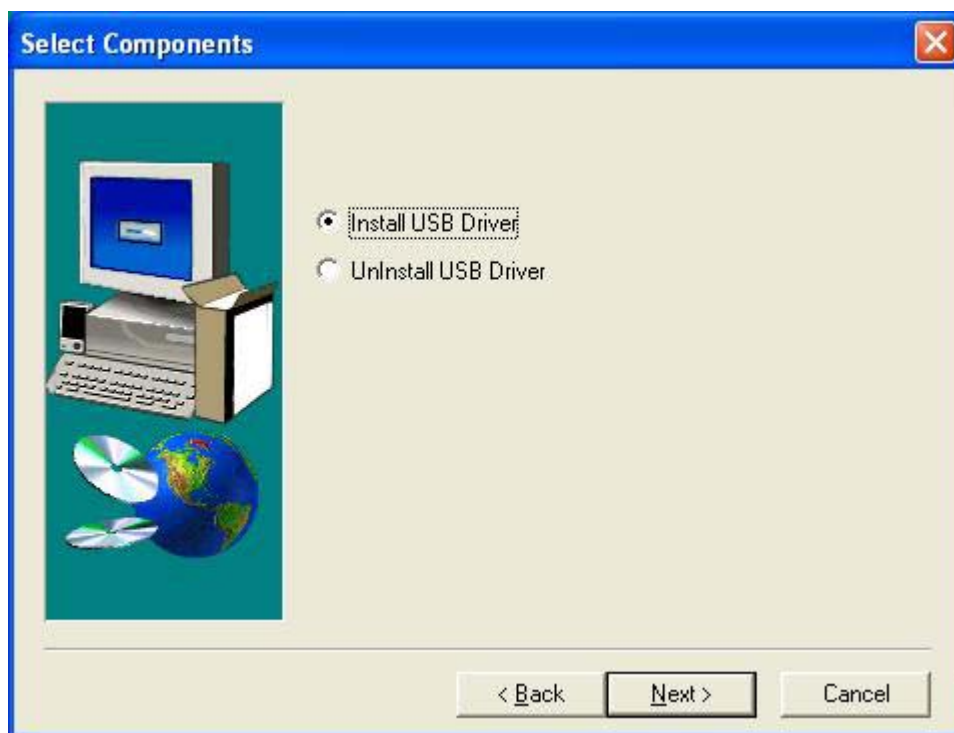 Select Components
Install USB Driver
UnInstall USB Driver
< Back
Next >
Cancel